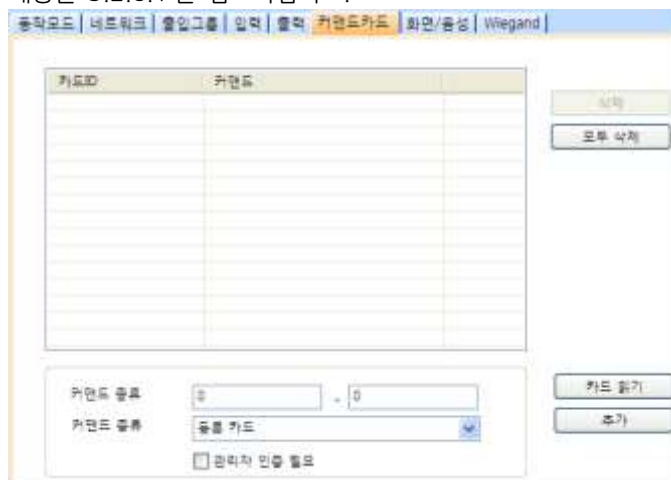 동작모드 | 네트워크 | 출입그룹 | 입력 | 출력 | 커맨드카드 | 화면/음성 | Wiegand
카드ID 커맨드
삭제
모두 삭제
커맨드 종류 0 - 0
카드 읽기
커맨드 종류 등록 카드
추가
관리자 인증 필요